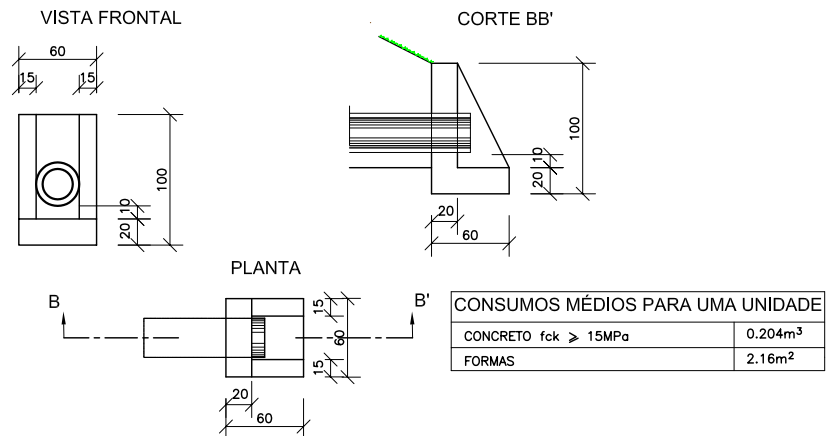 VISTA FRONTAL
60
15 15
100
10
20
CORTE BB'
100
10
20
20
60
PLANTA
B B'
15
60
15
20
60
CONSUMOS MÉDIOS PARA UMA UNIDADE
CONCRETO fck ⩾ 15MPa 0.204m³
FORMAS 2.16m²